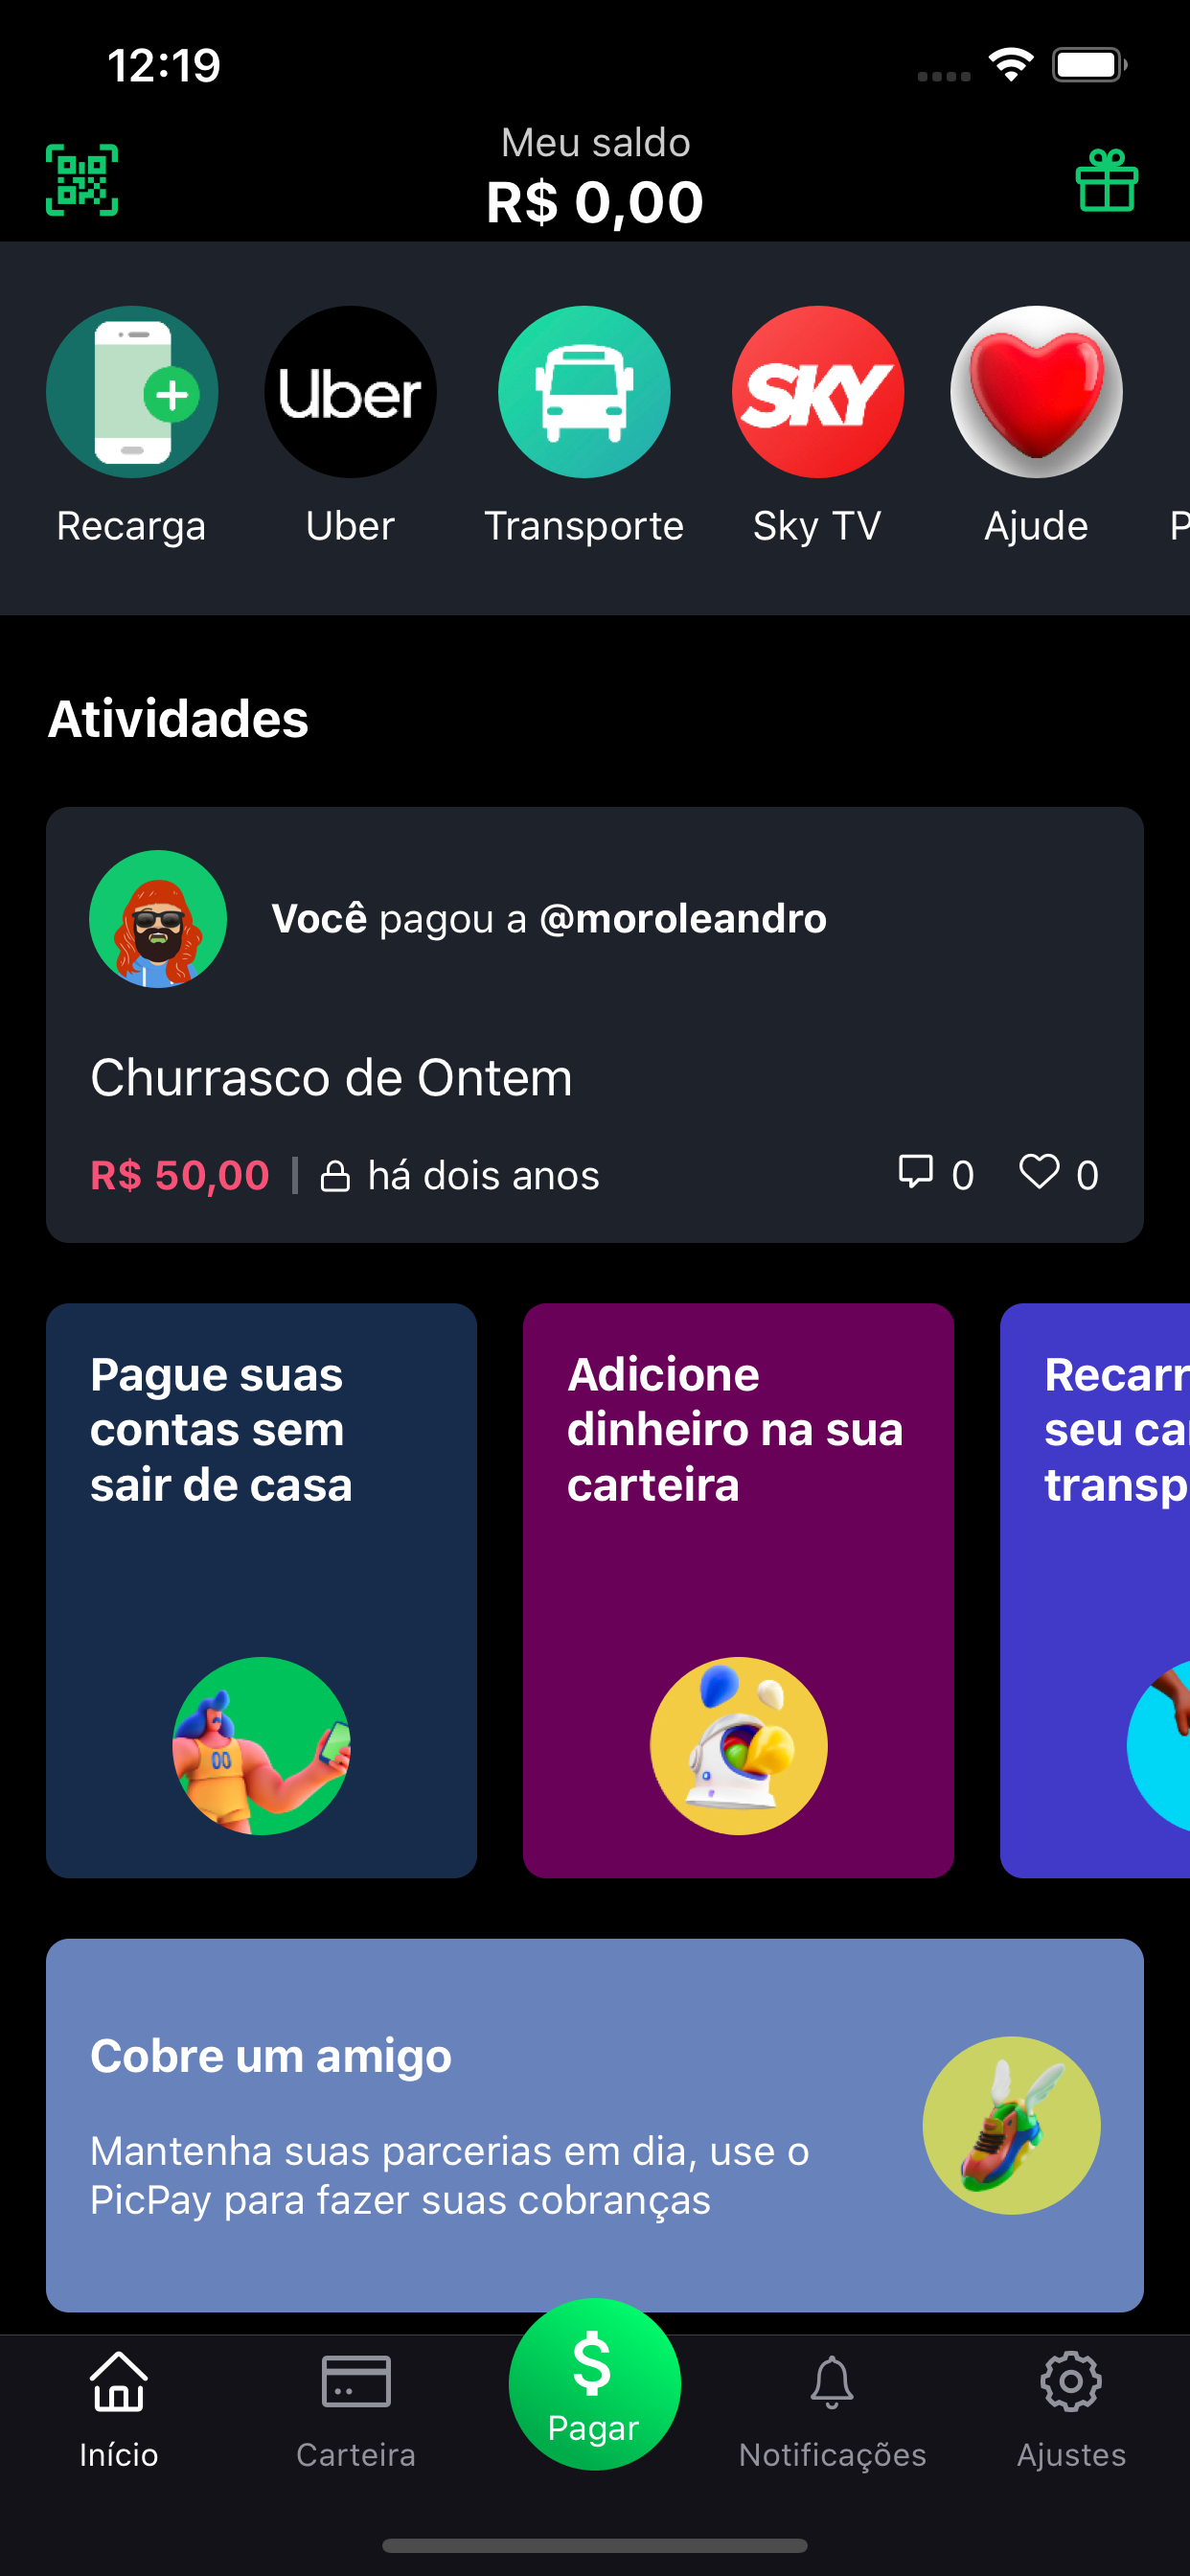 12:19
Meu saldo
R$ 0,00
Uber
SKY
Recarga
Uber
Transporte
Sky TV
Ajude
P
Atividades
Você pagou a @moroleandro
Churrasco de Ontem
R$ 50,00 | há dois anos
0
0
Pague suas
contas sem
sair de casa
00
Adicione
dinheiro na sua
carteira
Recarr
seu ca
transp
Cobre um amigo
Mantenha suas parcerias em dia, use o
PicPay para fazer suas cobranças
$
Início
Carteira
Pagar
Notificações
Ajustes